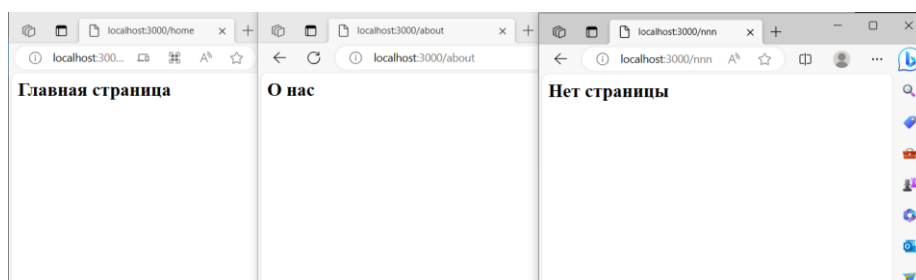 localhost:3000/home
localhost:300...
Главная страница
localhost:3000/about
localhost:3000/about
О нас
localhost:3000/nnn
localhost:3000/nnn
Нет страницы